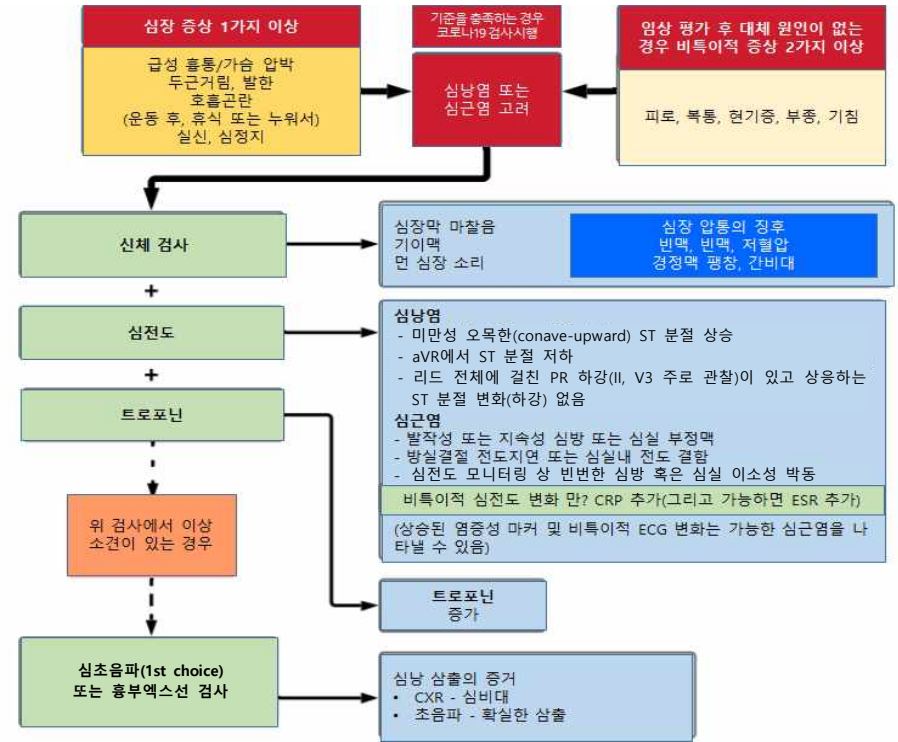 심장 증상 1가지 이상
급성 흉통/가슴 압박
두근거림, 발한
호흡곤란
(운동 후, 휴식 또는 누워서)
실신, 심정지
기준을 충족하는 경우
코로나19 검사시행
심낭염 또는
심근염 고려
임상 평가 후 대체 원인이 없는
경우 비특이적 증상 2가지 이상
피로, 복통, 현기증, 부종, 기침
신체 검사
심장막 마찰음
기이맥
먼 심장 소리
심장 압통의 징후
빈맥, 빈맥, 저혈압
경정맥 팽창, 간비대
+
심전도
심낭염
- 미만성 오목한(conave-upward) ST 분절 상승
- aVR에서 ST 분절 저하
- 리드 전체에 걸친 PR 하강(II, V3 주로 관찰)이 있고 상응하는
ST 분절 변화(하강) 없음
심근염
- 발작성 또는 지속성 심방 또는 심실 부정맥
- 방실결절 전도지연 또는 심실내 전도 결함
- 심전도 모니터링 상 빈번한 심방 혹은 심실 이소성 박동
비특이적 심전도 변화 만? CRP 추가(그리고 가능하면 ESR 추가)
(상승된 염증성 마커 및 비특이적 ECG 변화는 가능한 심근염을 나
타낼 수 있음)
+
트로포닌
위 검사에서 이상
소견이 있는 경우
트로포닌
증가
심초음파(1st choice)
또는 흉부엑스선 검사
심낭 삼출의 증거
• CXR - 심비대
• 초음파 - 확실한 삼출